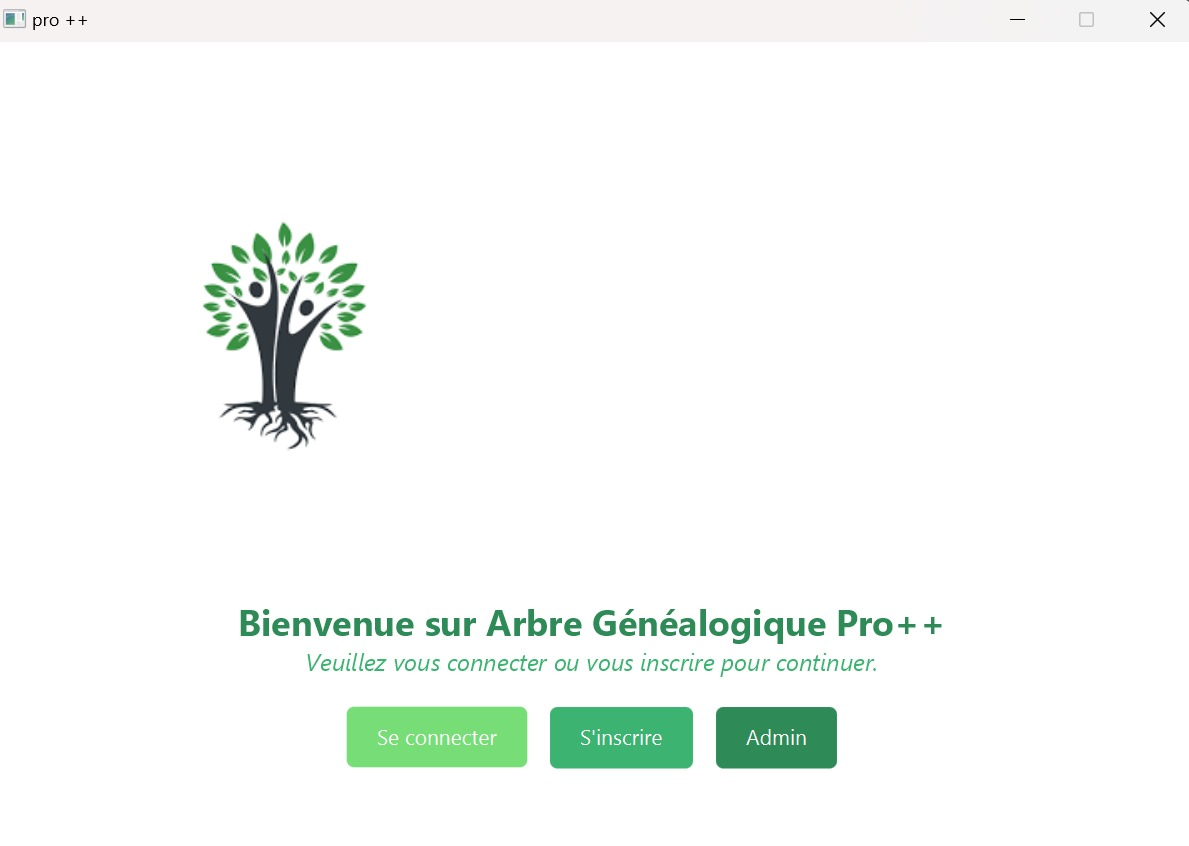 pro ++
Bienvenue sur Arbre Généalogique Pro++
Veuillez vous connecter ou vous inscrire pour continuer.
Se connecter
S'inscrire
Admin